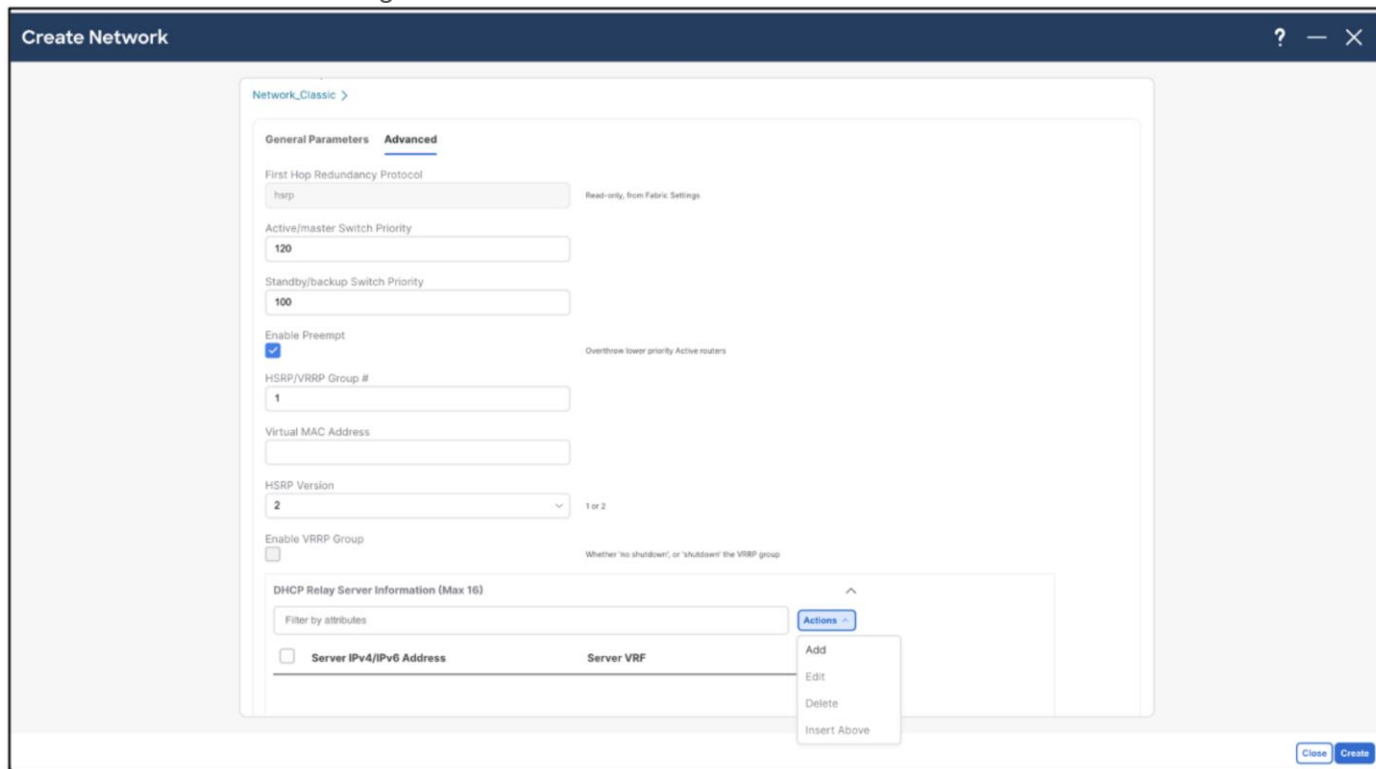 Create Network
? — ×
Network_Classic >
General Parameters Advanced
First Hop Redundancy Protocol
hsrp
Read-only, from Fabric Settings
Active/master Switch Priority
120
Standby/backup Switch Priority
100
Enable Preempt
Overthrow lower priority Active routers
HSRP/VRRP Group #
1
Virtual MAC Address
HSRP Version
2
1 or 2
Enable VRRP Group
Whether 'no shutdown', or 'shutdown' the VRRP group
DHCP Relay Server Information (Max 16)
Filter by attributes
Actions
Server IPv4/IPv6 Address Server VRF
Add
Edit
Delete
Insert Above
Close Create